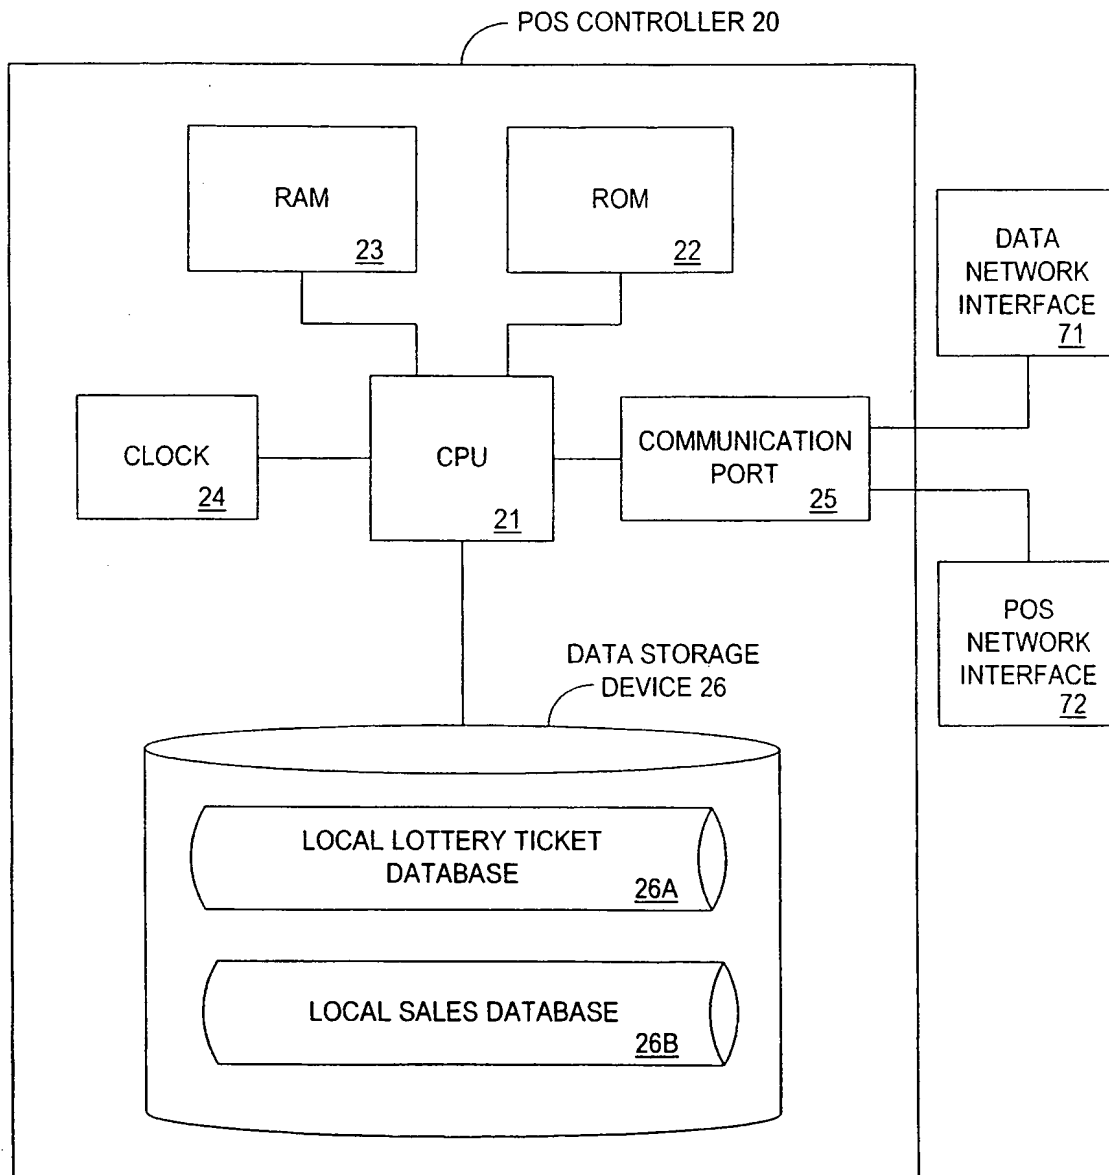 POS CONTROLLER 20
RAM
23
ROM
22
DATA
NETWORK
INTERFACE
71
CLOCK
24
CPU
21
COMMUNICATION
PORT
25
POS
NETWORK
INTERFACE
72
DATA STORAGE
DEVICE 26
LOCAL LOTTERY TICKET
DATABASE
26A
LOCAL SALES DATABASE
26B